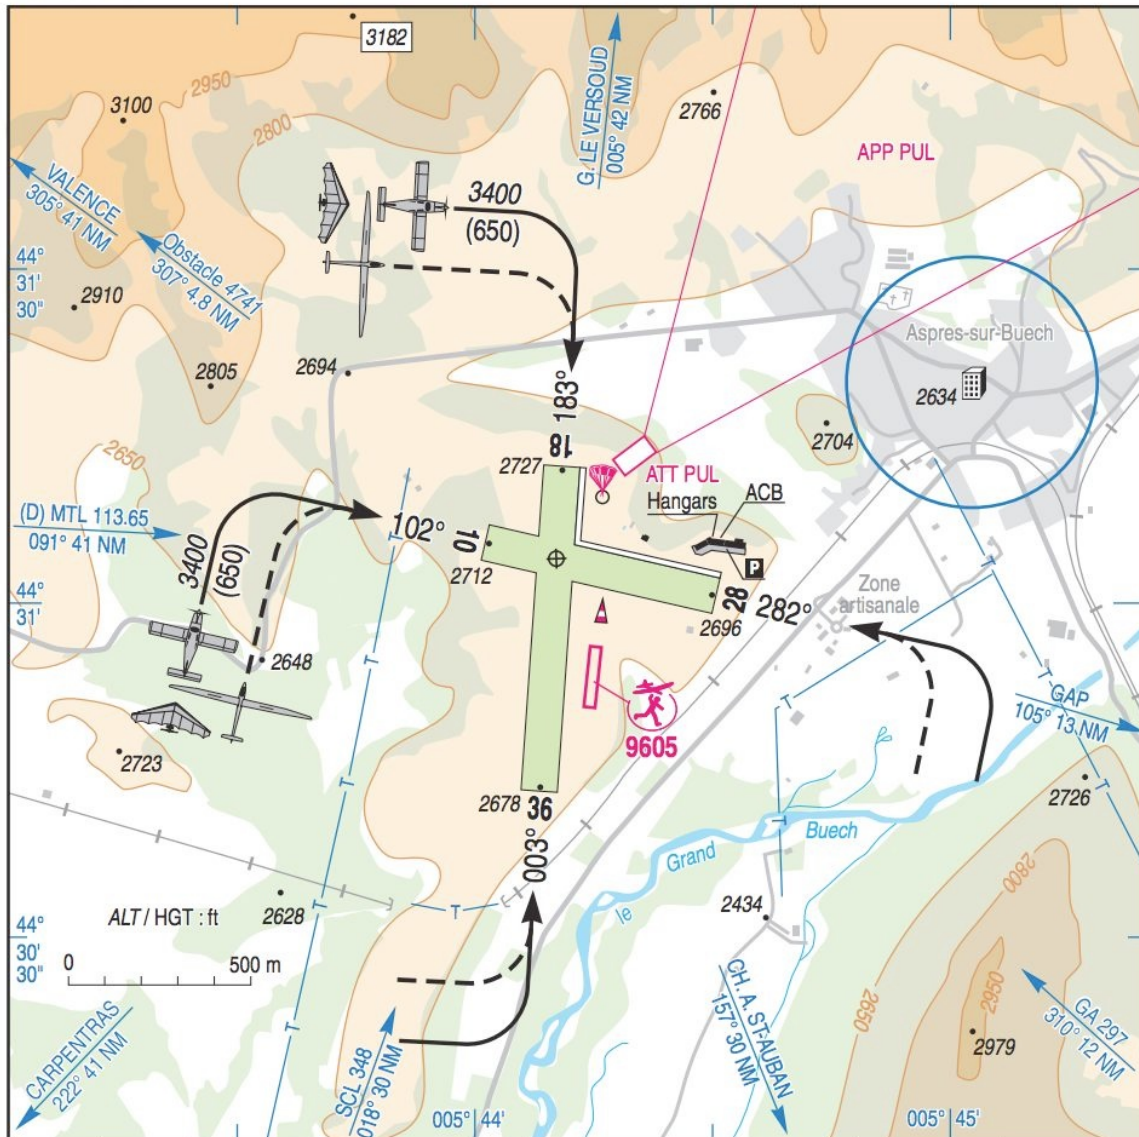 3182
2950
3100
2800
G. LE VERSOUD
005° 42 NM
2766
APP PUL
VALENCE
305° 41 NM
3400
(650)
Obstacle 4741
307° 4.8 NM
44°
31'
30"
2910
Aspres-sur-Buech
2694
2805
183°
2634
2704
2650
18
2727
ATT PUL
Hangars
ACB
(D) MTL 113.65
091° 41 NM
102°
10
2712
P
3400
(650)
T
T
44°
31'
28
282°
2696
Zone
artisanale
T
2648
T
T
GAP
105° 13 NM
9605
2723
T
2678
36
T
2726
T
003°
Buech
Grand
le
2800
2628
T
2434
ALT / HGT : ft
44°
30'
30"
0
500 m
2950
2650
CARPENTRAS
222° 41 NM
SCL 348
018° 30 NM
T
CH. A. ST-AUBAN
157° 30 NM
GA 297
310° 12 NM
2979
005° 44'
005° 45'